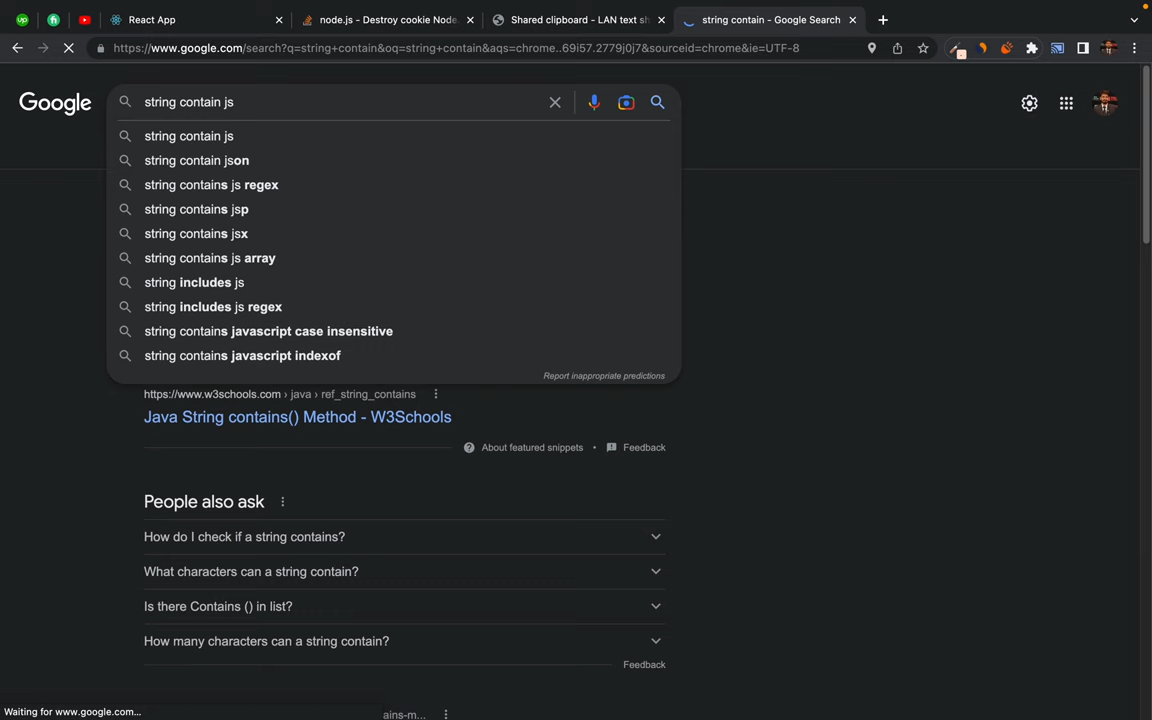 up
fi
React App
node.js - Destroy cookie Node.
Shared clipboard - LAN text sh
string contain - Google Search
https://www.google.com/search?q=string+contain&oq=string+contain&aqs=chrome..69i57.2779j0j7&sourceid=chrome&ie=UTF-8
Google
string contain js
string contain js
string contain json
string contains js regex
string contains jsp
string contains jsx
string contains js array
string includes js
string includes js regex
string contains javascript case insensitive
string contains javascript indexof
Report inappropriate predictions
https://www.w3schools.com › java › ref_string_contains
Java String contains() Method - W3Schools
About featured snippets • Feedback
People also ask
How do I check if a string contains?
What characters can a string contain?
Is there Contains () in list?
How many characters can a string contain?
Feedback
Waiting for www.google.com...
ains-m...